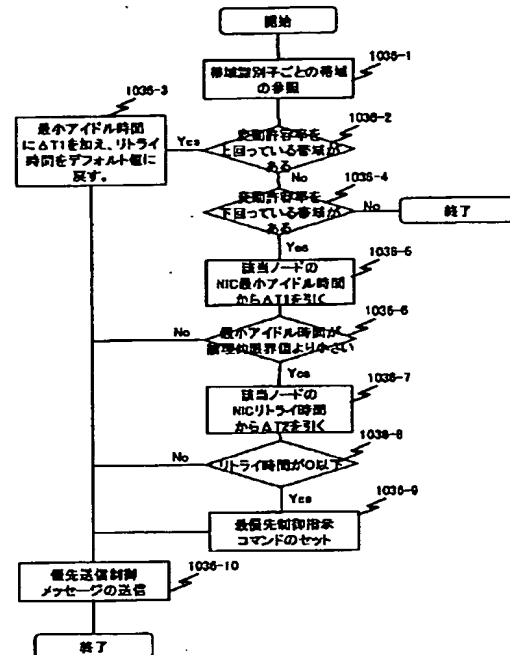 開始
1036-1
帯域識別子ごとの帯域
の参照
1036-2
変動許容率を
上回っている帯域が
ある
Yes
1036-3
最小アイドル時間
にΔT1を加え、リトライ
時間をデフォルト値に
戻す。
No
1036-4
変動許容率を
下回っている帯域が
ある
No
終了
Yes
1036-5
該当ノードの
NIC最小アイドル時間
からΔT1を引く
1036-6
最小アイドル時間が
論理的限界値より小さい
No
Yes
1036-7
該当ノードの
NICリトライ時間
からΔT2を引く
1036-8
リトライ時間が0以下
No
Yes
1036-9
最優先制御指示
コマンドのセット
1036-10
優先送信制御
メッセージの送信
終了